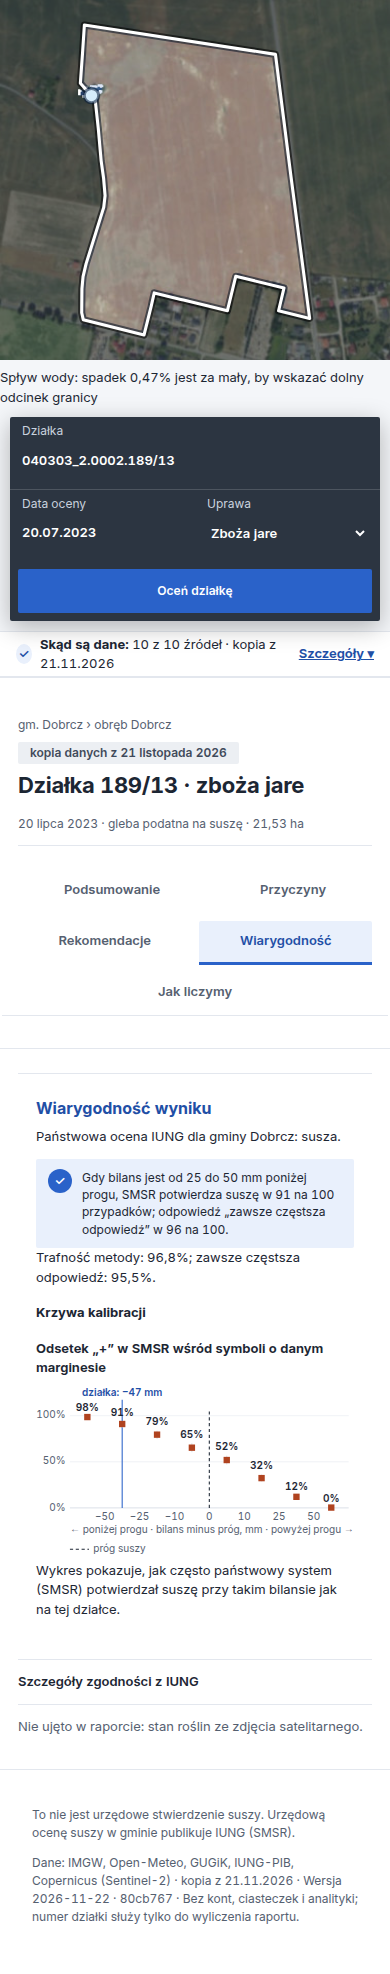 Spływ wody: spadek 0,47% jest za mały, by wskazać dolny
odcinek granicy
Działka
040303_2.0002.189/13
Data oceny
Uprawa
20.07.2023
Zboża jare
Oceń działkę
Skąd są dane: 10 z 10 źródeł · kopia z
21.11.2026
Szczegóły ▾
gm. Dobrcz › obręb Dobrcz
kopia danych z 21 listopada 2026
Działka 189/13 · zboża jare
20 lipca 2023 · gleba podatna na suszę · 21,53 ha
Podsumowanie
Przyczyny
Rekomendacje
Wiarygodność
Jak liczymy
Wiarygodność wyniku
Państwowa ocena IUNG dla gminy Dobrcz: susza.
Gdy bilans jest od 25 do 50 mm poniżej
progu, SMSR potwierdza suszę w 91 na 100
przypadków; odpowiedź „zawsze częstsza
odpowiedź” w 96 na 100.
Trafność metody: 96,8%; zawsze częstsza
odpowiedź: 95,5%.
Krzywa kalibracji
Odsetek „+” w SMSR wśród symboli o danym
marginesie
działka: −47 mm
98%
91%
79%
65%
52%
32%
12%
0%
100%
50%
0%
−50 −25 −10 0 10 25 50
← poniżej progu · bilans minus próg, mm · powyżej progu →
próg suszy
Wykres pokazuje, jak często państwowy system
(SMSR) potwierdzał suszę przy takim bilansie jak
na tej działce.
Szczegóły zgodności z IUNG
Nie ujęto w raporcie: stan roślin ze zdjęcia satelitarnego.
To nie jest urzędowe stwierdzenie suszy. Urzędową
ocenę suszy w gminie publikuje IUNG (SMSR).
Dane: IMGW, Open-Meteo, GUGiK, IUNG-PIB,
Copernicus (Sentinel-2) · kopia z 21.11.2026 · Wersja
2026-11-22 · 80cb767 · Bez kont, ciasteczek i analityki;
numer działki służy tylko do wyliczenia raportu.